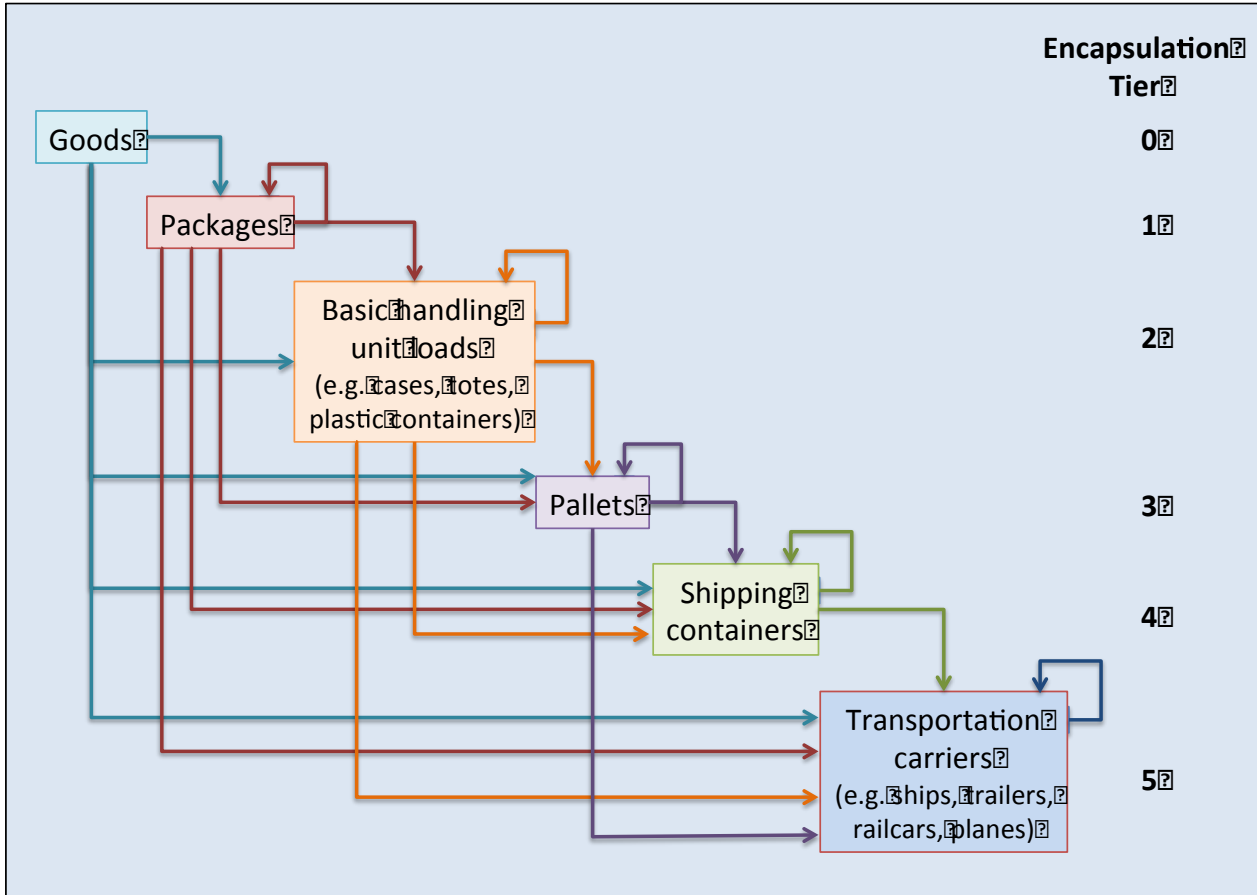 Encapsulation
Tier
Goods
0
Packages
1
Basic handling
unit loads
(e.g. cases, totes,
plastic containers)
2
Pallets
3
Shipping
containers
4
Transportation
carriers
(e.g. ships, trailers,
railcars, planes)
5